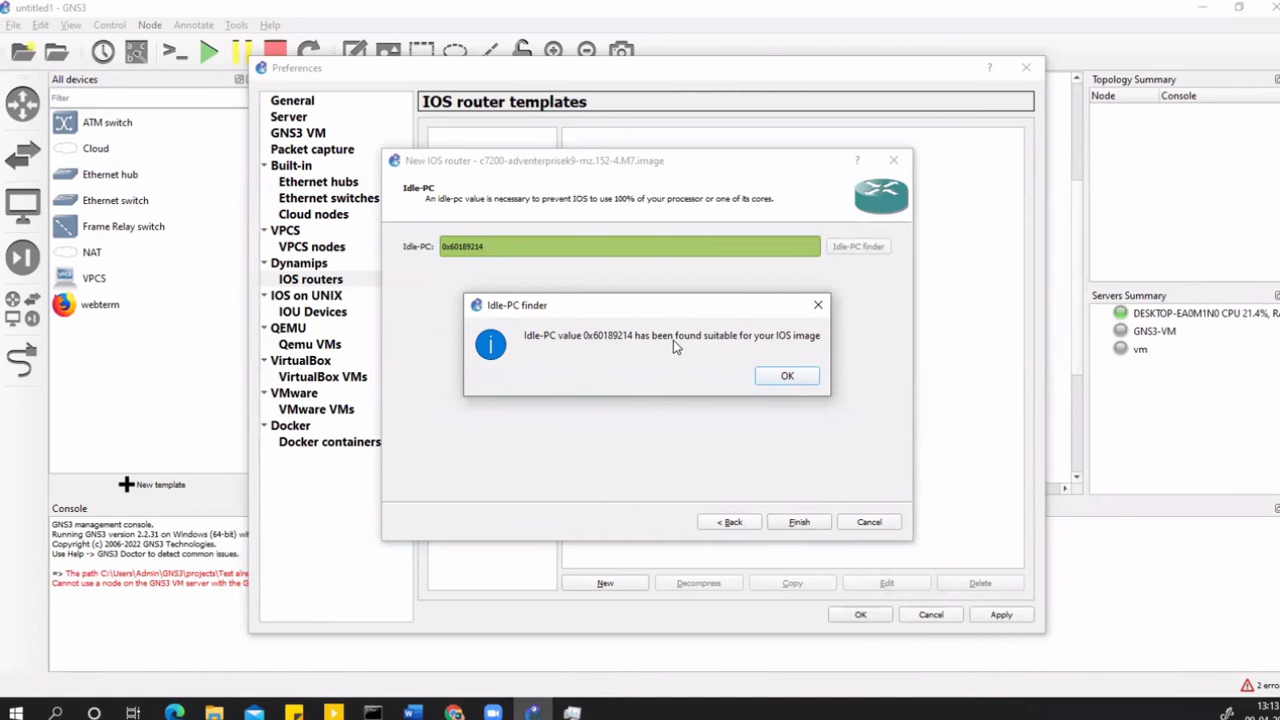 untitled1 - GNS3
File Edit View Control Node Annotate Tools Help
All devices
Filter
ATM switch
Cloud
Ethernet hub
Ethernet switch
Frame Relay switch
NAT
VPCS
webterm
New template
Console
GNS3 management console.
Running GNS3 version 2.2.31 on Windows (64-bit)
Copyright (c) 2006-2022 GNS3 Technologies.
Use Help -> GNS3 Doctor to detect common issues.
=> The path C:\Users\Admin\GNS3\projects\Test
Cannot use a node on the GNS3 VM server with the
Preferences
General
Server
GNS3 VM
Packet capture
Built-in
Ethernet hubs
Ethernet switches
Cloud nodes
VPCS
VPCS nodes
Dynamips
IOS routers
IOS on UNIX
IOU Devices
QEMU
Qemu VMs
VirtualBox
VirtualBox VMs
VMware
VMware VMs
Docker
Docker containers
IOS router templates
New IOS router - c7200-adventerprisek9-mz.152-4.M7.image
Idle-PC
An idle-pc value is necessary to prevent IOS to use 100% of your processor or one of its cores.
Idle-PC: 0x60189214 Idle-PC finder
Idle-PC finder
Idle-PC value 0x60189214 has been found suitable for your IOS image
OK
< Back Finish Cancel
New Decompress Copy Edit Delete
OK Cancel Apply
Topology Summary
Node Console
Servers Summary
DESKTOP-EA0M1N0 CPU 21.4%,
GNS3-VM
vm
13:13